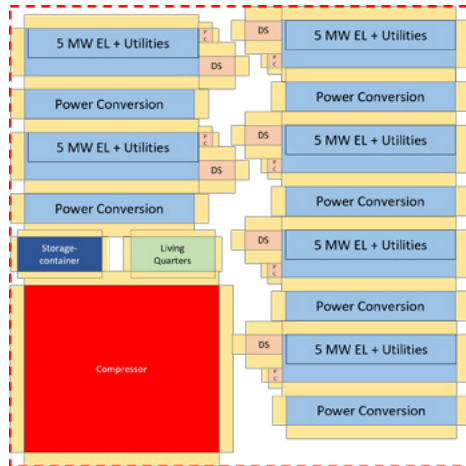 5 MW EL + Utilities
P
C
DS
Power Conversion
5 MW EL + Utilities
P
C
DS
Power Conversion
Storage-
container
Living
Quarters
Compressor
DS
5 MW EL + Utilities
P
C
Power Conversion
DS
5 MW EL + Utilities
P
C
Power Conversion
DS
5 MW EL + Utilities
P
C
Power Conversion
DS
5 MW EL + Utilities
P
C
Power Conversion